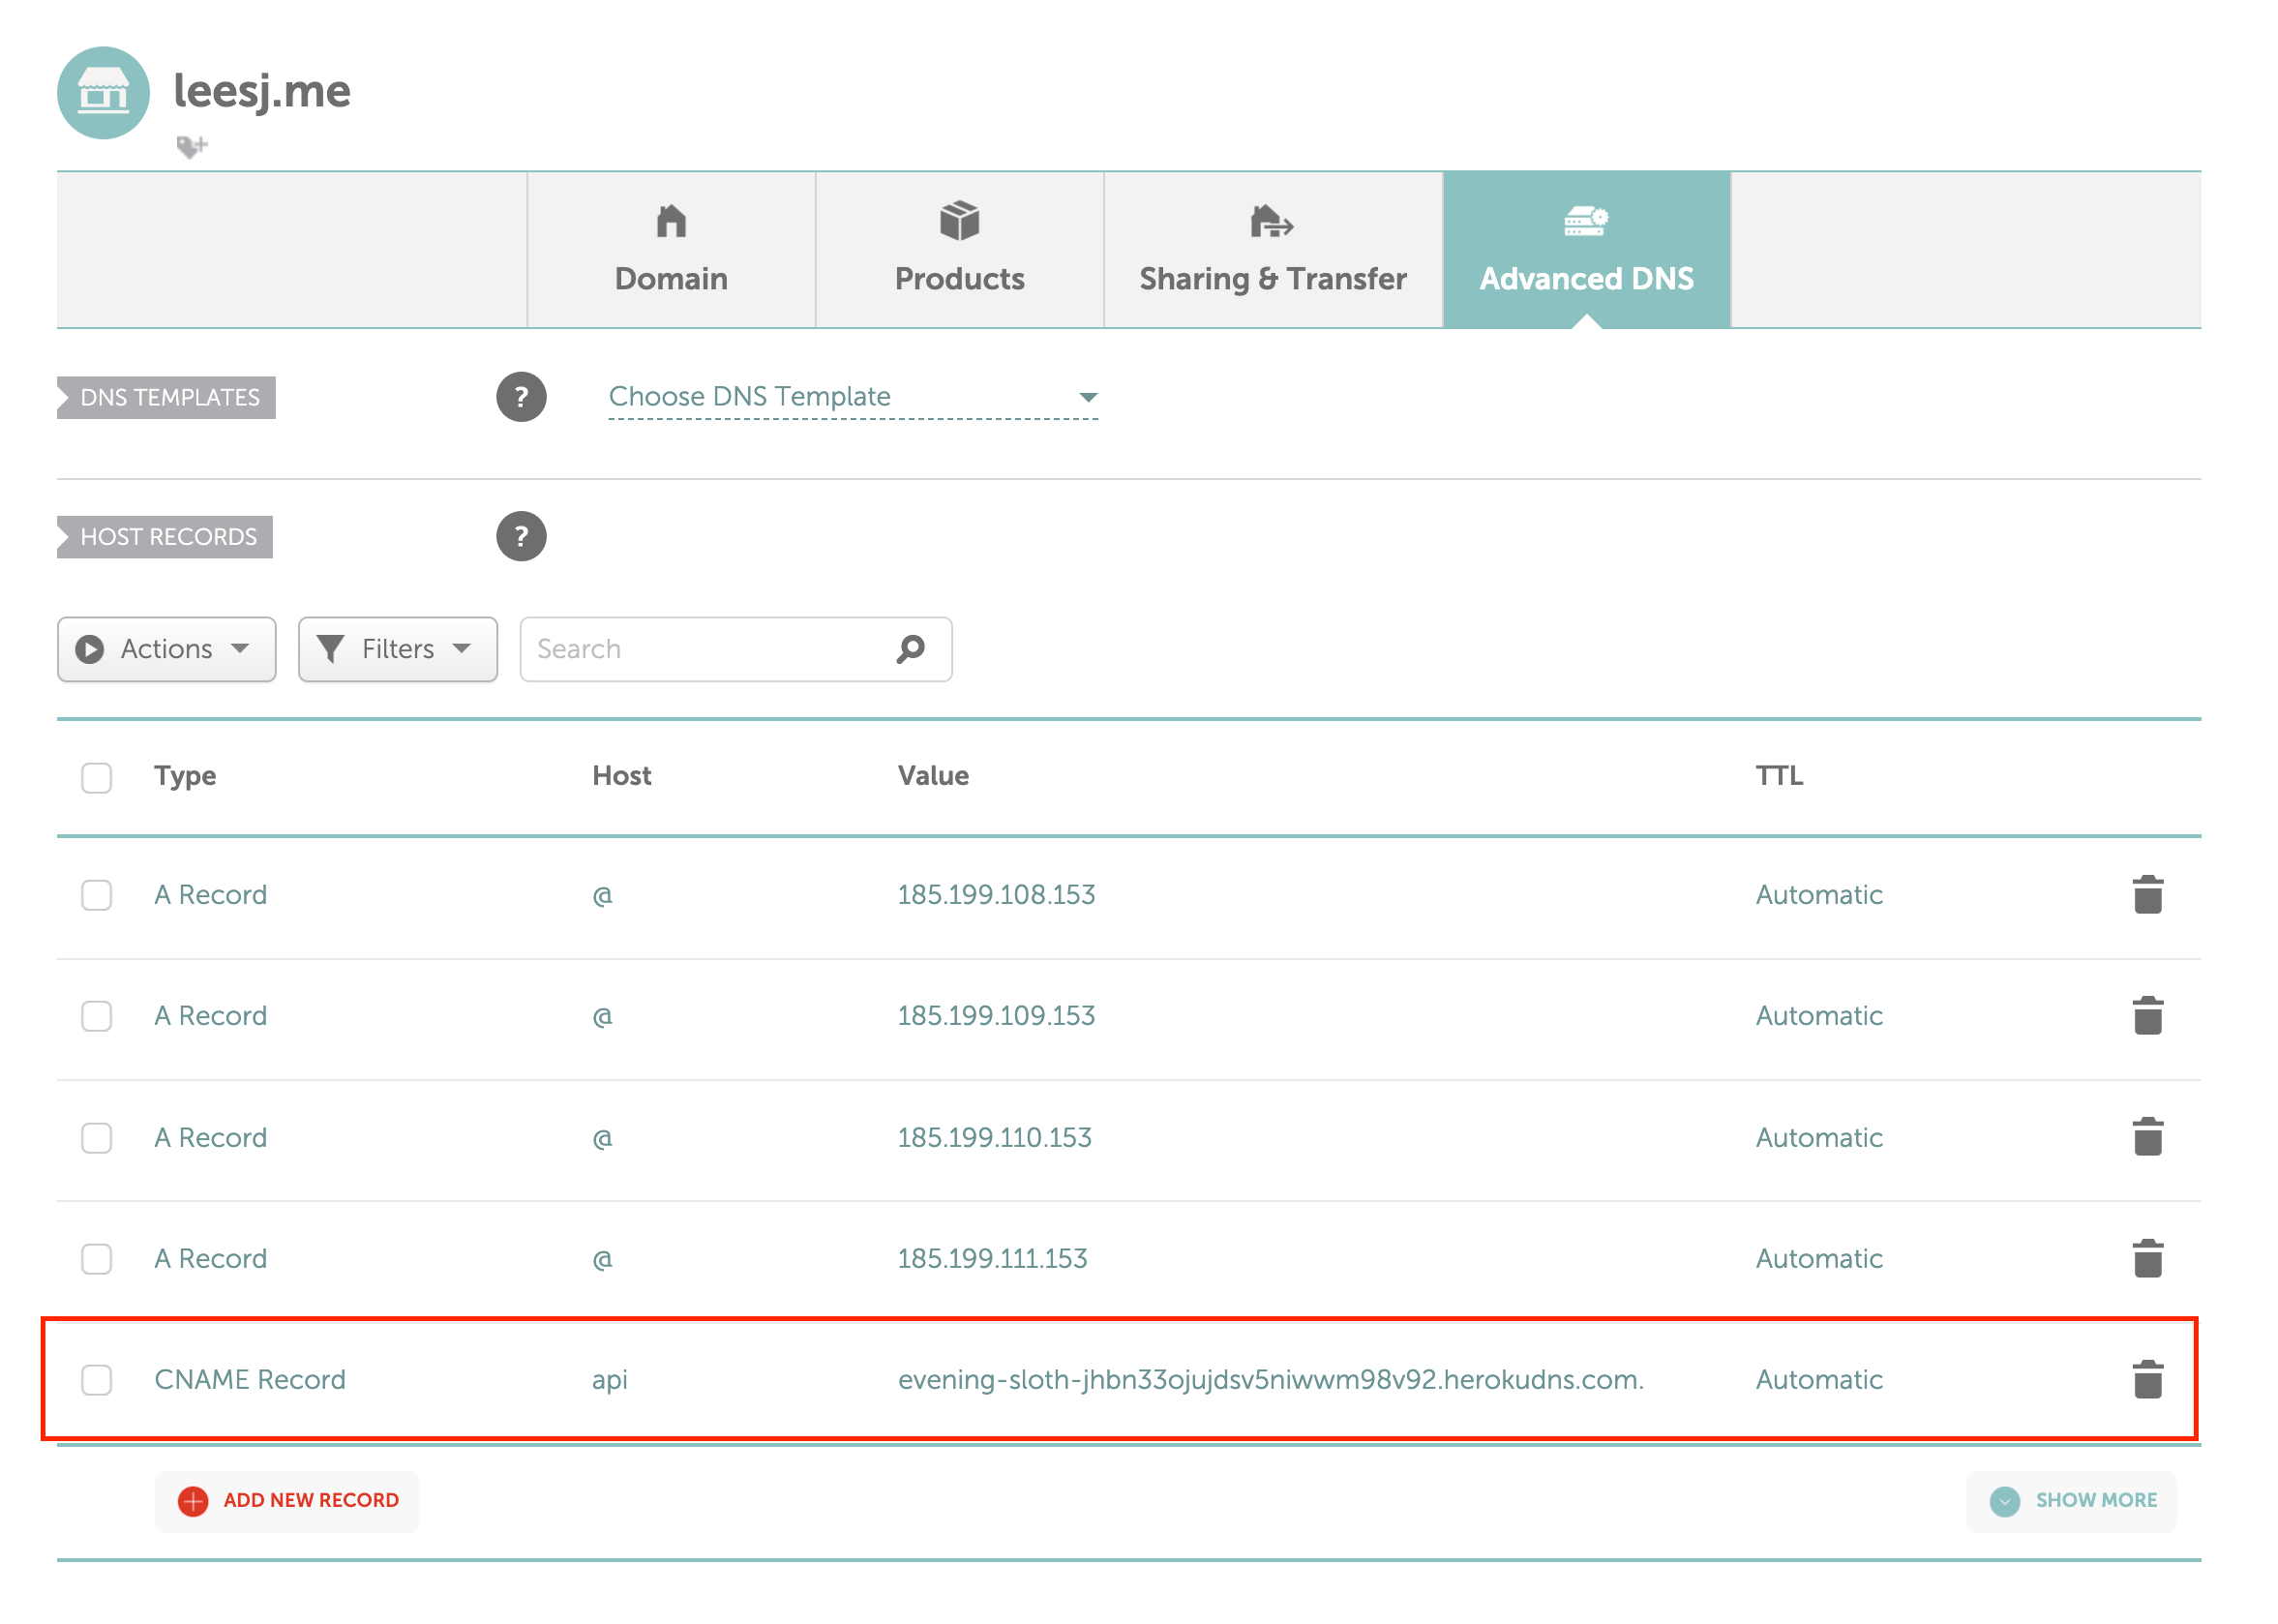 leesj.me
Domain
Products
Sharing & Transfer
Advanced DNS
DNS TEMPLATES
?
Choose DNS Template
HOST RECORDS
?
Actions
Filters
Search
Type Host Value TTL
A Record @ 185.199.108.153 Automatic
A Record @ 185.199.109.153 Automatic
A Record @ 185.199.110.153 Automatic
A Record @ 185.199.111.153 Automatic
CNAME Record api evening-sloth-jhbn33ojujdsv5niwwm98v92.herokudns.com. Automatic
ADD NEW RECORD
SHOW MORE